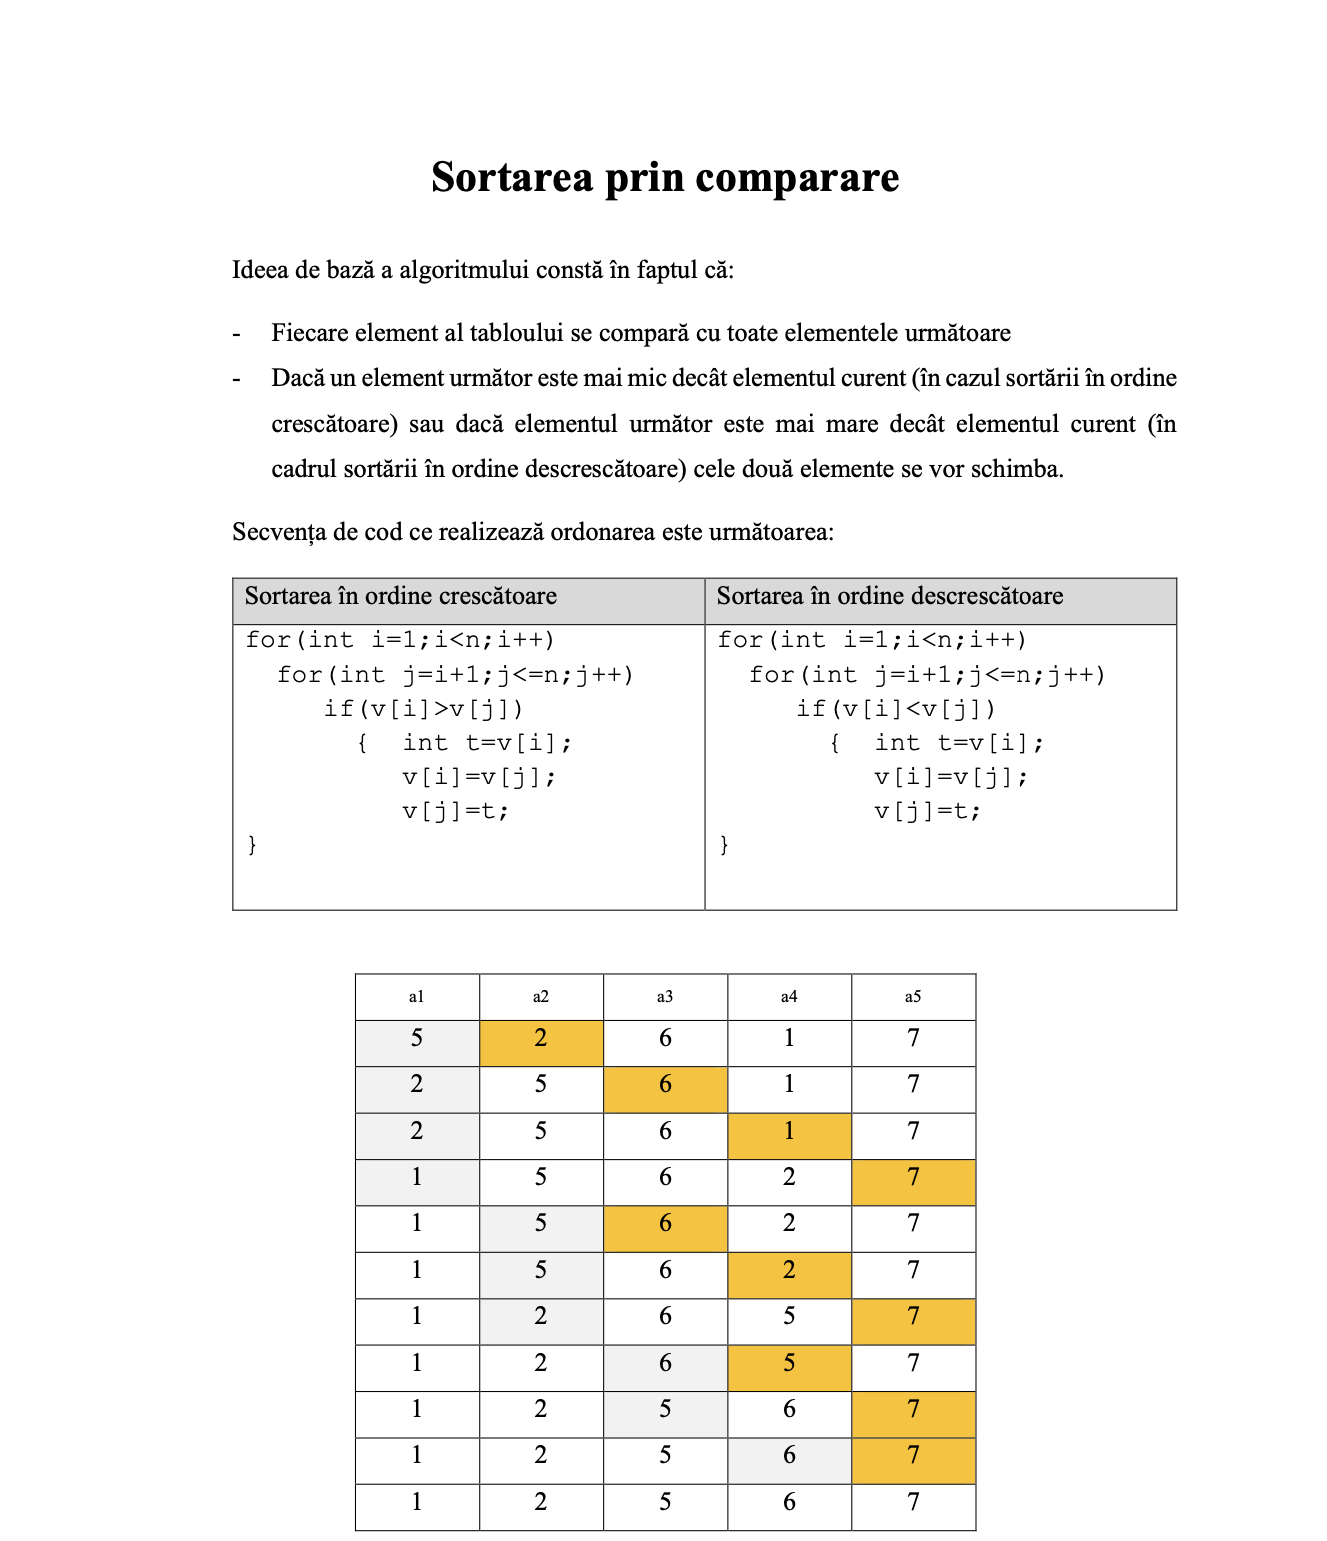 Sortarea prin comparare
Ideea de bază a algoritmului constă în faptul că:
- Fiecare element al tabloului se compară cu toate elementele următoare
- Dacă un element următor este mai mic decât elementul curent (în cazul sortării în ordine
crescătoare) sau dacă elementul următor este mai mare decât elementul curent (în
cadrul sortării în ordine descrescătoare) cele două elemente se vor schimba.
Secvența de cod ce realizează ordonarea este următoarea:
Sortarea în ordine crescătoare
for(int i=1;i<n;i++)
for(int j=i+1;j<=n;j++)
if(v[i]>v[j])
{ int t=v[i];
v[i]=v[j];
v[j]=t;
}
Sortarea în ordine descrescătoare
for(int i=1;i<n;i++)
for(int j=i+1;j<=n;j++)
if(v[i]<v[j])
{ int t=v[i];
v[i]=v[j];
v[j]=t;
}
a1 a2 a3 a4 a5
5 2 6 1 7
2 5 6 1 7
2 5 6 1 7
1 5 6 2 7
1 5 6 2 7
1 5 6 2 7
1 2 6 5 7
1 2 6 5 7
1 2 5 6 7
1 2 5 6 7
1 2 5 6 7